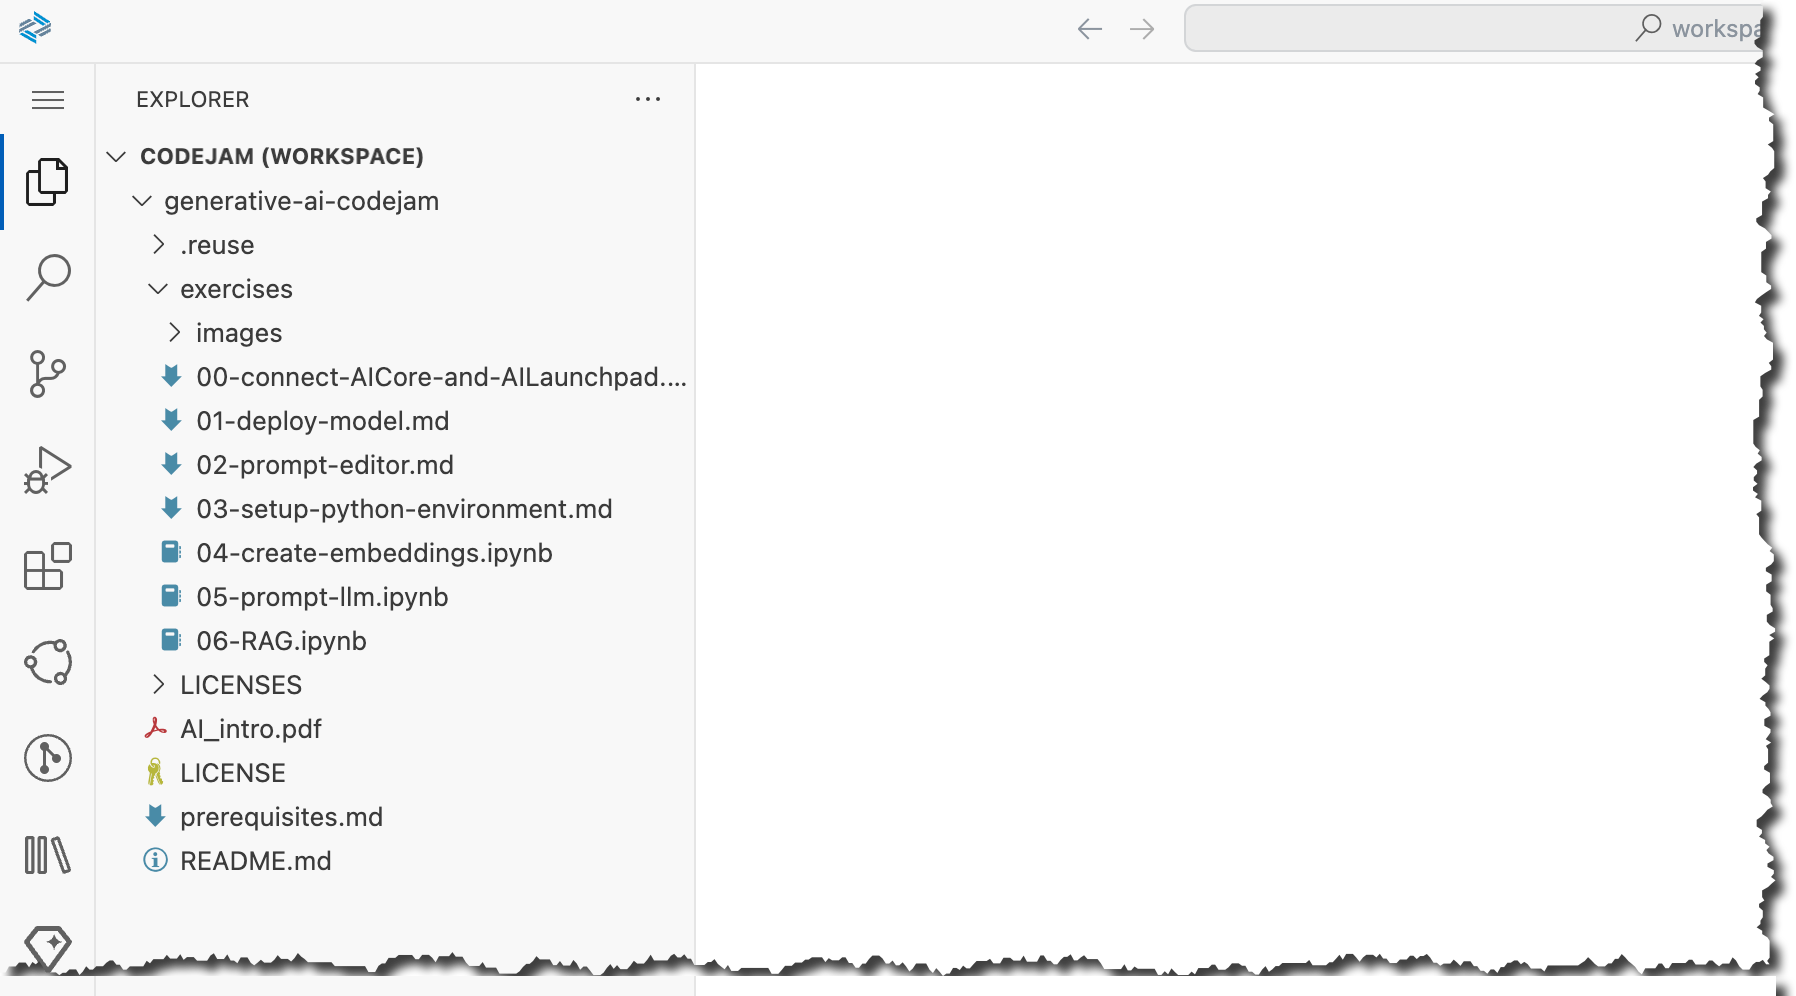 workspa
EXPLORER
CODEJAM (WORKSPACE)
generative-ai-codejam
.reuse
exercises
images
00-connect-AICore-and-AILaunchpad....
01-deploy-model.md
02-prompt-editor.md
03-setup-python-environment.md
04-create-embeddings.ipynb
05-prompt-llm.ipynb
06-RAG.ipynb
LICENSES
AI_intro.pdf
LICENSE
prerequisites.md
README.md